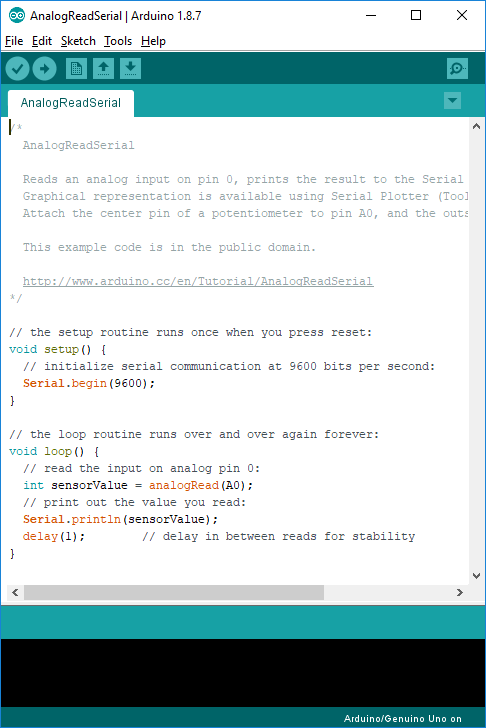 AnalogReadSerial | Arduino 1.8.7
File Edit Sketch Tools Help
AnalogReadSerial
/*
  AnalogReadSerial

  Reads an analog input on pin 0, prints the result to the Serial
  Graphical representation is available using Serial Plotter (Tool
  Attach the center pin of a potentiometer to pin A0, and the outs

  This example code is in the public domain.

  http://www.arduino.cc/en/Tutorial/AnalogReadSerial
*/

// the setup routine runs once when you press reset:
void setup() {
  // initialize serial communication at 9600 bits per second:
  Serial.begin(9600);
}

// the loop routine runs over and over again forever:
void loop() {
  // read the input on analog pin 0:
  int sensorValue = analogRead(A0);
  // print out the value you read:
  Serial.println(sensorValue);
  delay(1);        // delay in between reads for stability
}
Arduino/Genuino Uno on